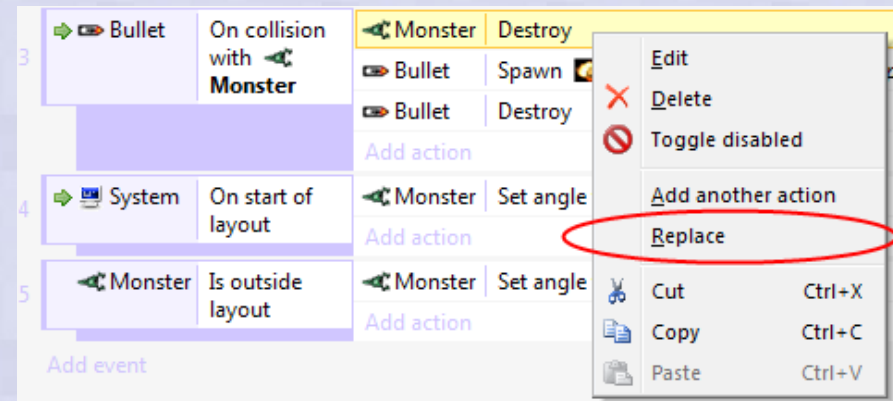 3
Bullet On collision with Monster
Monster Destroy
Bullet Spawn
Bullet Destroy
Add action
4
System On start of layout
Monster Set angle
Add action
5
Monster Is outside layout
Monster Set angle
Add action
Add event
Edit
Delete
Toggle disabled
Add another action
Replace
Cut Ctrl+X
Copy Ctrl+C
Paste Ctrl+V